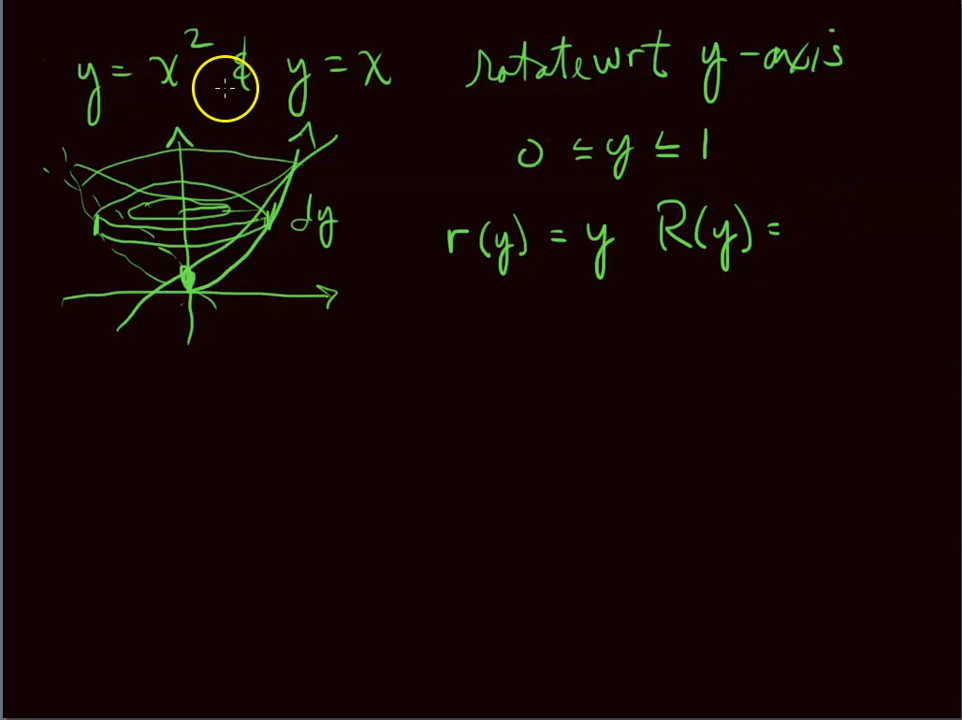 y = x² & y = x rotate wrt y-axis
0 ≤ y ≤ 1
dy
r(y) = y R(y) =